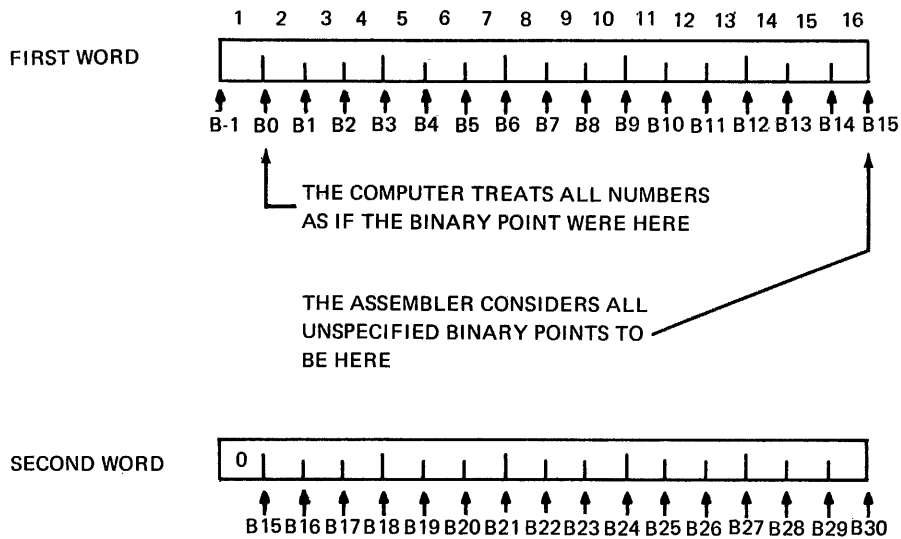 1 2 3 4 5 6 7 8 9 10 11 12 13 14 15 16
FIRST WORD
B-1 B0 B1 B2 B3 B4 B5 B6 B7 B8 B9 B10 B11 B12 B13 B14 B15
THE COMPUTER TREATS ALL NUMBERS
AS IF THE BINARY POINT WERE HERE
THE ASSEMBLER CONSIDERS ALL
UNSPECIFIED BINARY POINTS TO
BE HERE
SECOND WORD 0
B15 B16 B17 B18 B19 B20 B21 B22 B23 B24 B25 B26 B27 B28 B29 B30